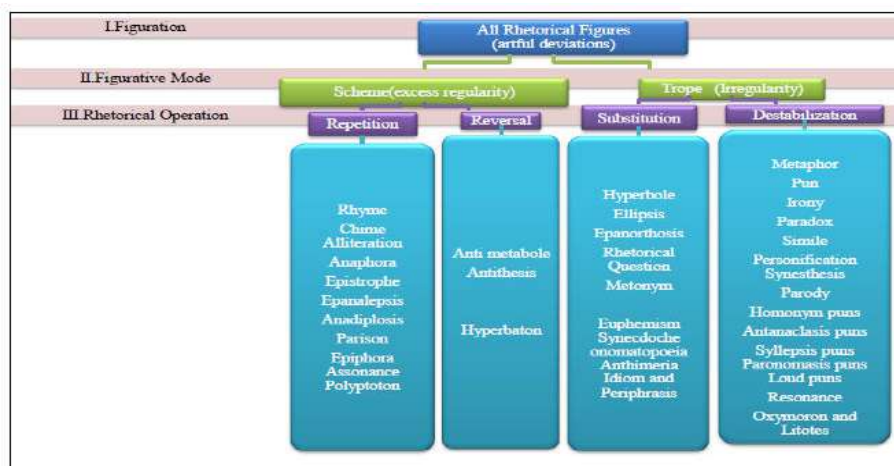 I.Figuration
All Rhetorical Figures
(artful deviations)
II.Figurative Mode
Scheme(excess regularity)
Trope (Irregularity)
III.Rhetorical Operation
Repetition
Reversal
Substitution
Destabilization
Rhyme
Chime
Alliteration
Anaphora
Epistrophe
Epanalepsis
Anadiplosis
Parison
Epiphora
Assonance
Polyptoton
Anti metabole
Antithesis
Hyperbaton
Hyperbole
Ellipsis
Epanorthosis
Rhetorical
Question
Metonym
Euphemism
Synecdoche
onomatopoeia
Anthimeria
Idiom and
Periphrasis
Metaphor
Pun
Irony
Paradox
Simile
Personification
Synesthesis
Parody
Homonym puns
Antanaclasis puns
Syllepsis puns
Paronomasis puns
Loud puns
Resonance
Oxymoron and
Litotes